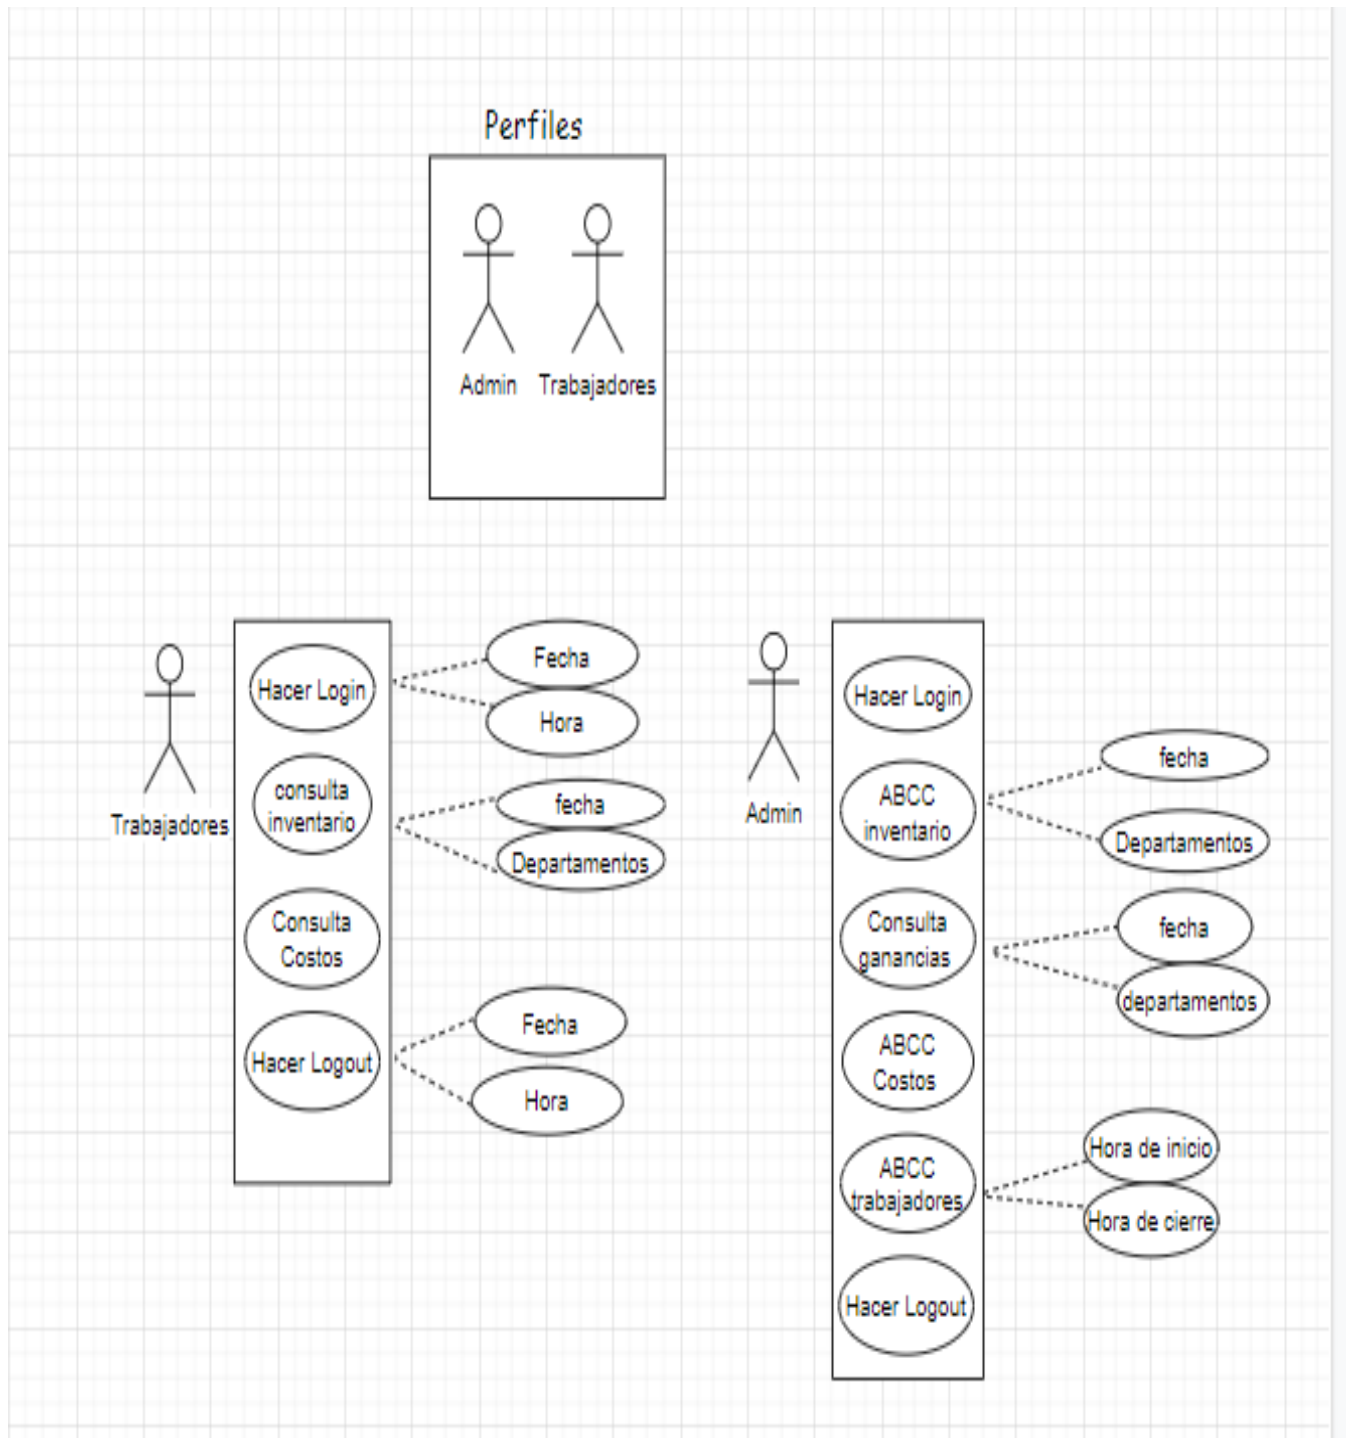 Perfiles
Admin
Trabajadores
Hacer Login
Fecha
Hora
consulta
inventario
fecha
Departamentos
Trabajadores
Consulta
Costos
Hacer Logout
Fecha
Hora
Hacer Login
Admin
ABCC
inventario
fecha
Departamentos
Consulta
ganancias
fecha
departamentos
ABCC
Costos
ABCC
trabajadores
Hora de inicio
Hora de cierre
Hacer Logout